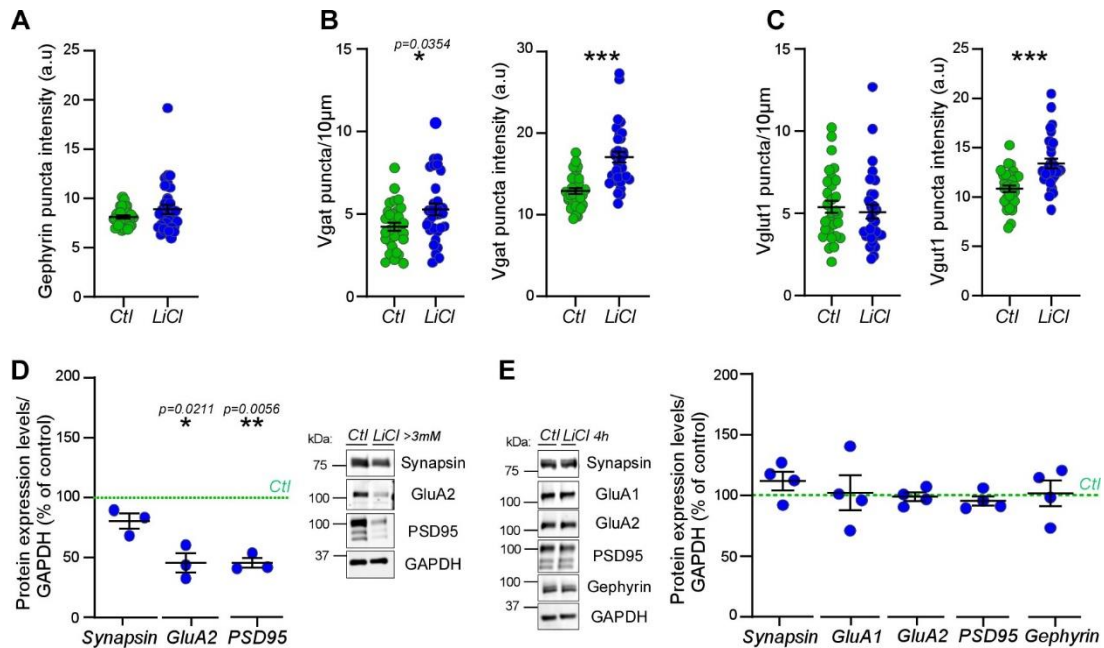 A
Gephyrin puncta intensity (a.u)
25
20
15
10
5
0
Ctl LiCl
B
Vgat puncta/10µm
15
10
5
0
p=0.0354
*
Ctl LiCl
Vgat puncta intensity (a.u)
30
20
10
0
***
Ctl LiCl
C
Vglut1 puncta/10µm
15
10
5
0
Ctl LiCl
Vgut1 puncta intensity (a.u)
25
20
15
10
5
0
***
Ctl LiCl
D
Protein expression levels/
GAPDH (% of control)
200
150
100
50
0
p=0.0211 p=0.0056
* **
Ctl
Synapsin GluA2 PSD95
kDa: Ctl LiCl >3mM
75 Synapsin
100 GluA2
100 PSD95
37 GAPDH
E
kDa: Ctl LiCl 4h
75 Synapsin
100 GluA1
100 GluA2
100 PSD95
100 Gephyrin
37 GAPDH
Protein expression levels/
GAPDH (% of control)
200
150
100
50
0
Ctl
Synapsin GluA1 GluA2 PSD95 Gephyrin